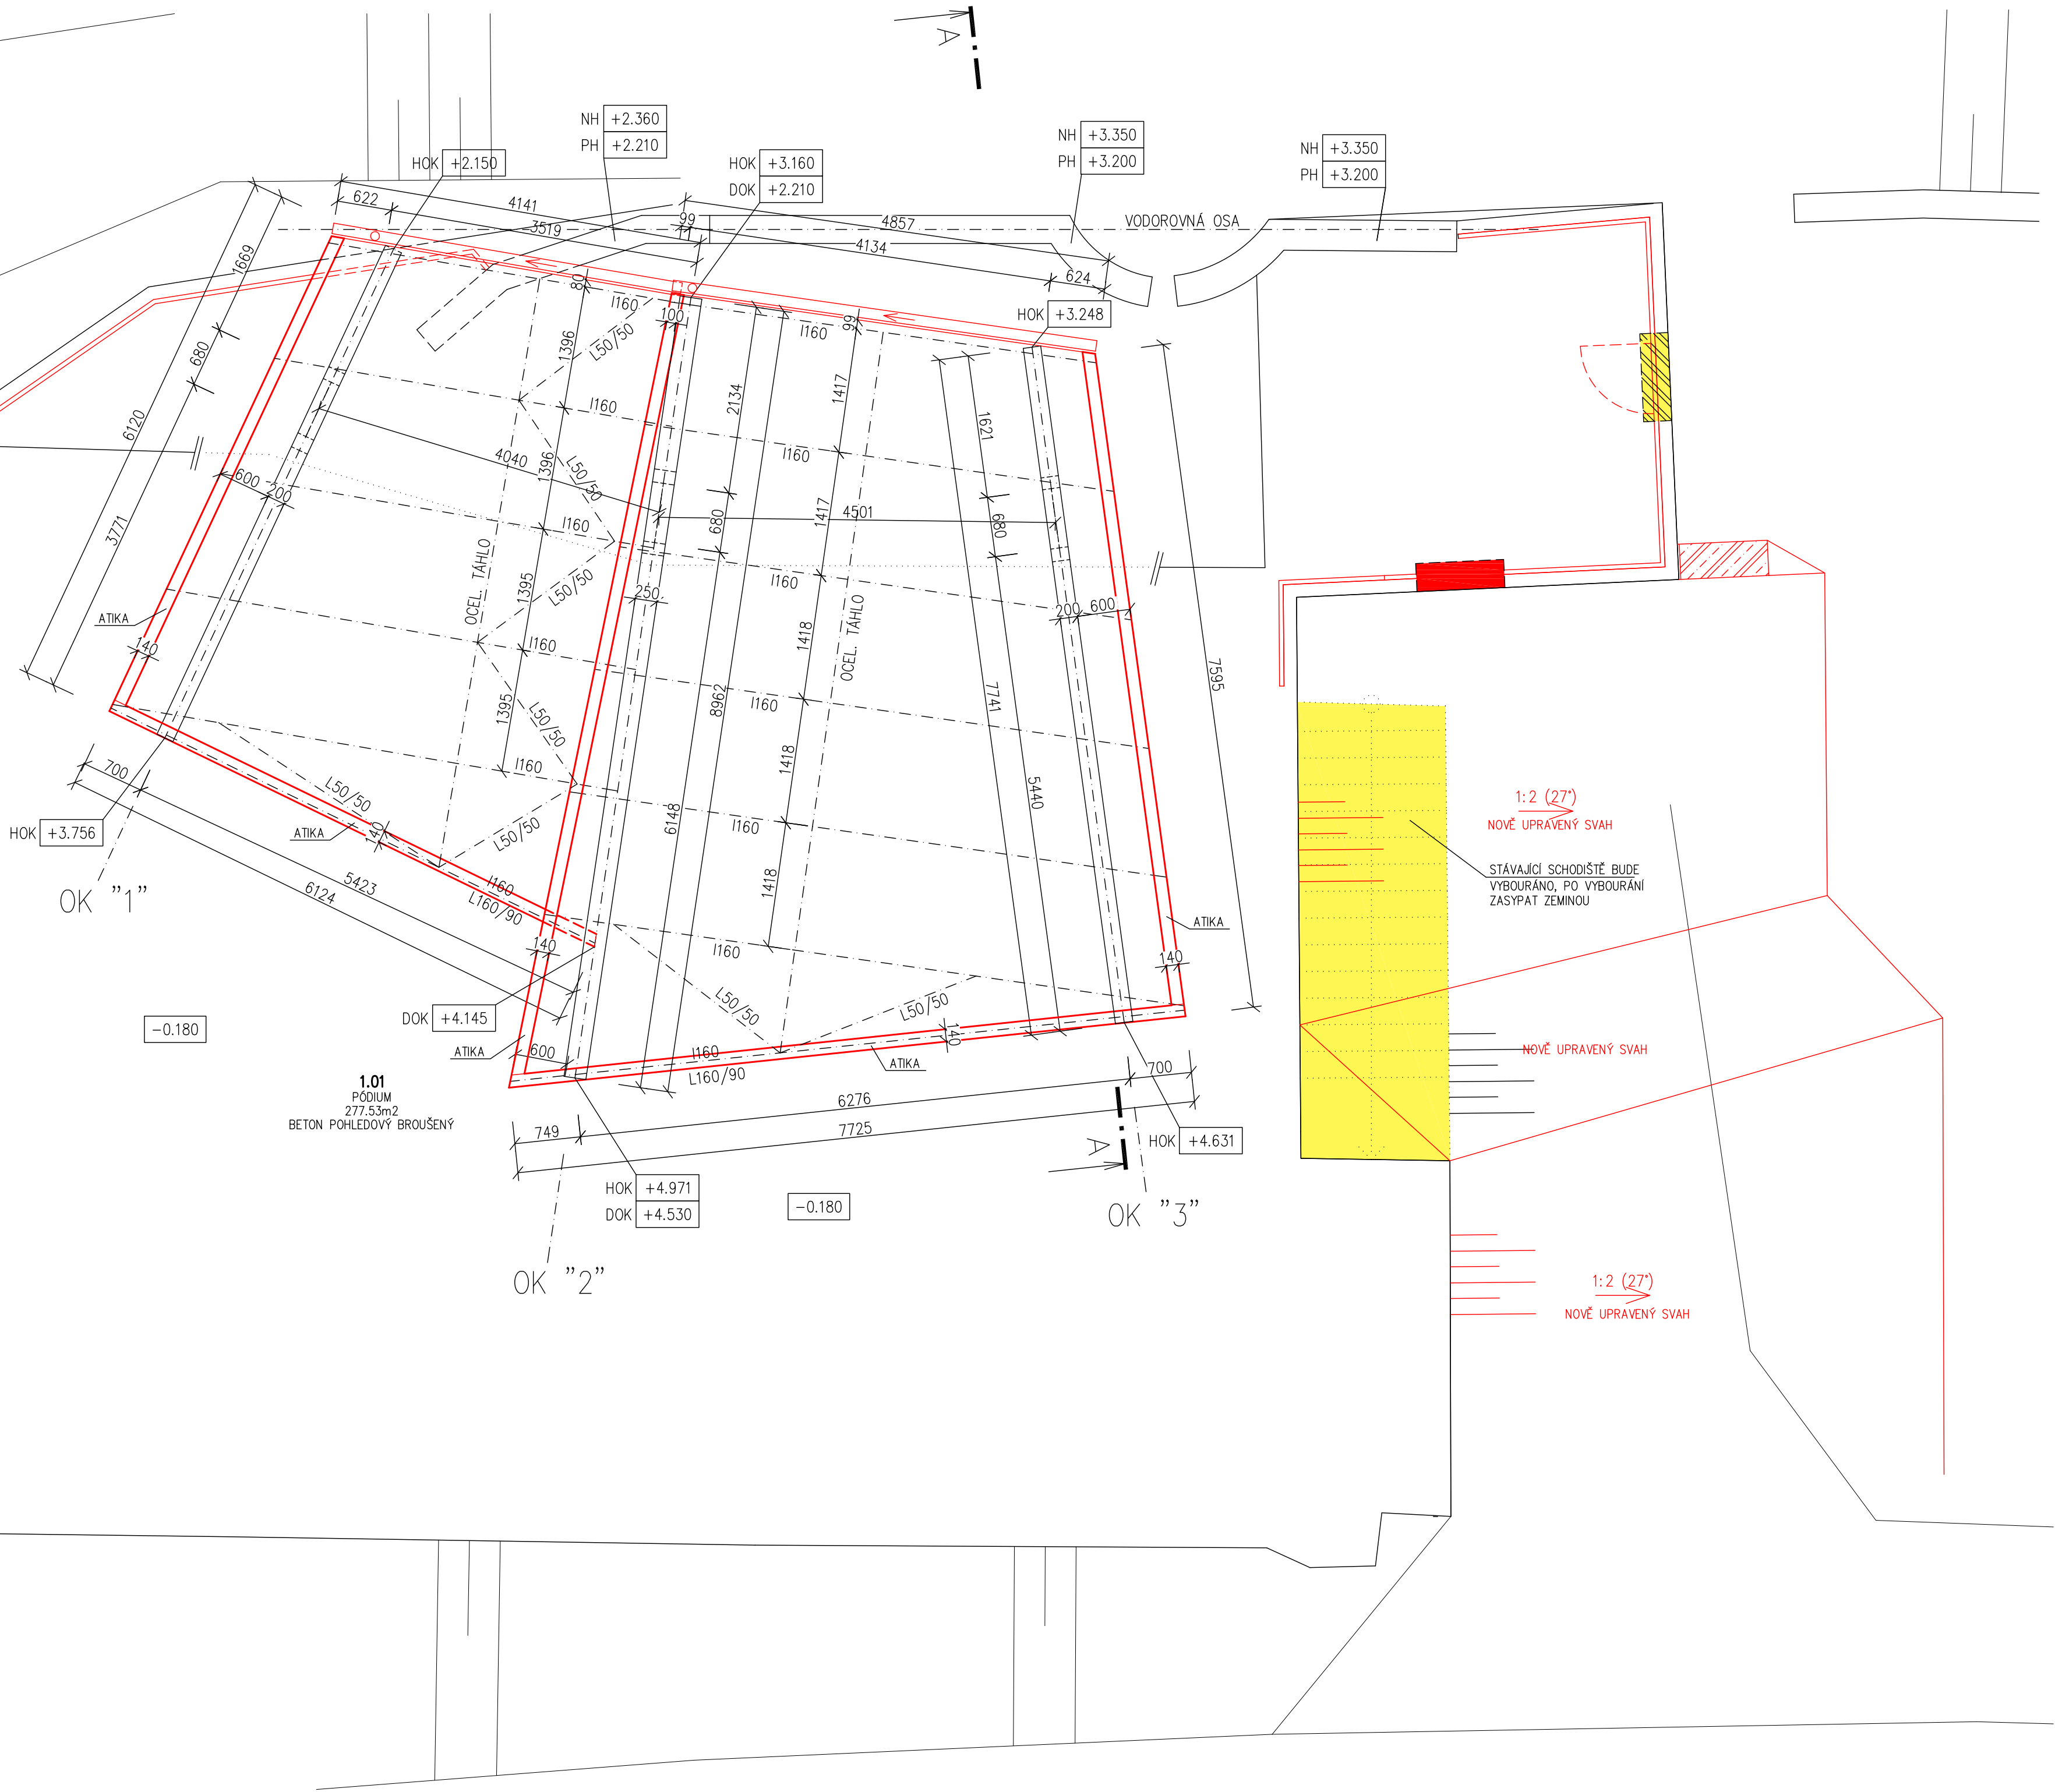 A
NH +2.360
PH +2.210
HOK +2.150
HOK +3.160
DOK +2.210
NH +3.350
PH +3.200
NH +3.350
PH +3.200
VODOROVNÁ OSA
4141
622
3519
99
4857
4134
624
HOK +3.248
1669
680
6120
3771
600
200
140
ATIKA
80
1396
1396
1395
1395
I160
I160
I160
I160
I160
I160
L50/50
L50/50
L50/50
L50/50
L50/50
L50/50
L160/90
OCEL. TÁHLO
4040
100
250
2134
680
8962
6148
99
1417
1417
1418
1418
1418
I160
I160
I160
I160
I160
I160
I160
OCEL. TÁHLO
4501
1621
680
7741
5440
200
600
7595
140
ATIKA
700
5423
6124
140
ATIKA
HOK +3.756
OK "1"
140
DOK +4.145
ATIKA
600
L50/50
L50/50
I160
L160/90
140
ATIKA
-0.180
1.01
PÓDIUM
277.53m2
BETON POHLEDOVÝ BROUŠENÝ
749
6276
700
7725
A
HOK +4.631
HOK +4.971
DOK +4.530
-0.180
OK "2"
OK "3"
1:2 (27°)
NOVĚ UPRAVENÝ SVAH
STÁVAJÍCÍ SCHODIŠTĚ BUDE
VYBOURÁNO, PO VYBOURÁNÍ
ZASYPAT ZEMINOU
NOVĚ UPRAVENÝ SVAH
1:2 (27°)
NOVĚ UPRAVENÝ SVAH